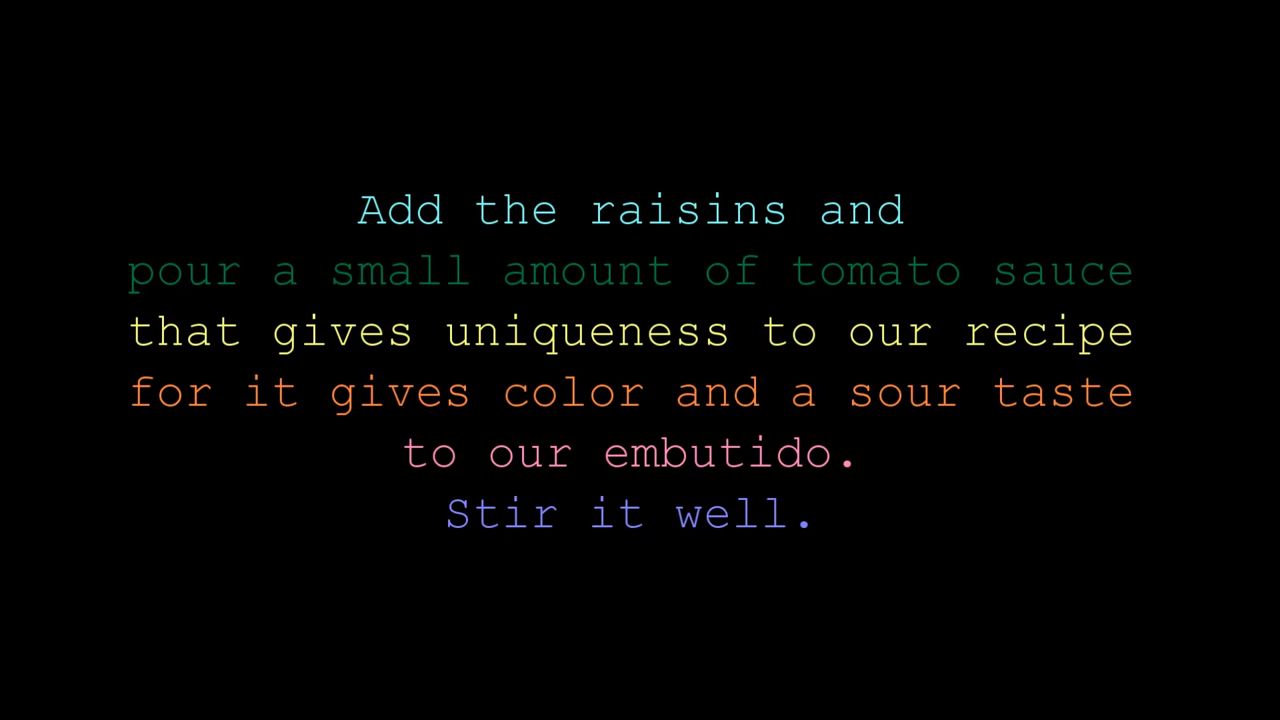 Add the raisins and
pour a small amount of tomato sauce
that gives uniqueness to our recipe
for it gives color and a sour taste
to our embutido.
Stir it well.